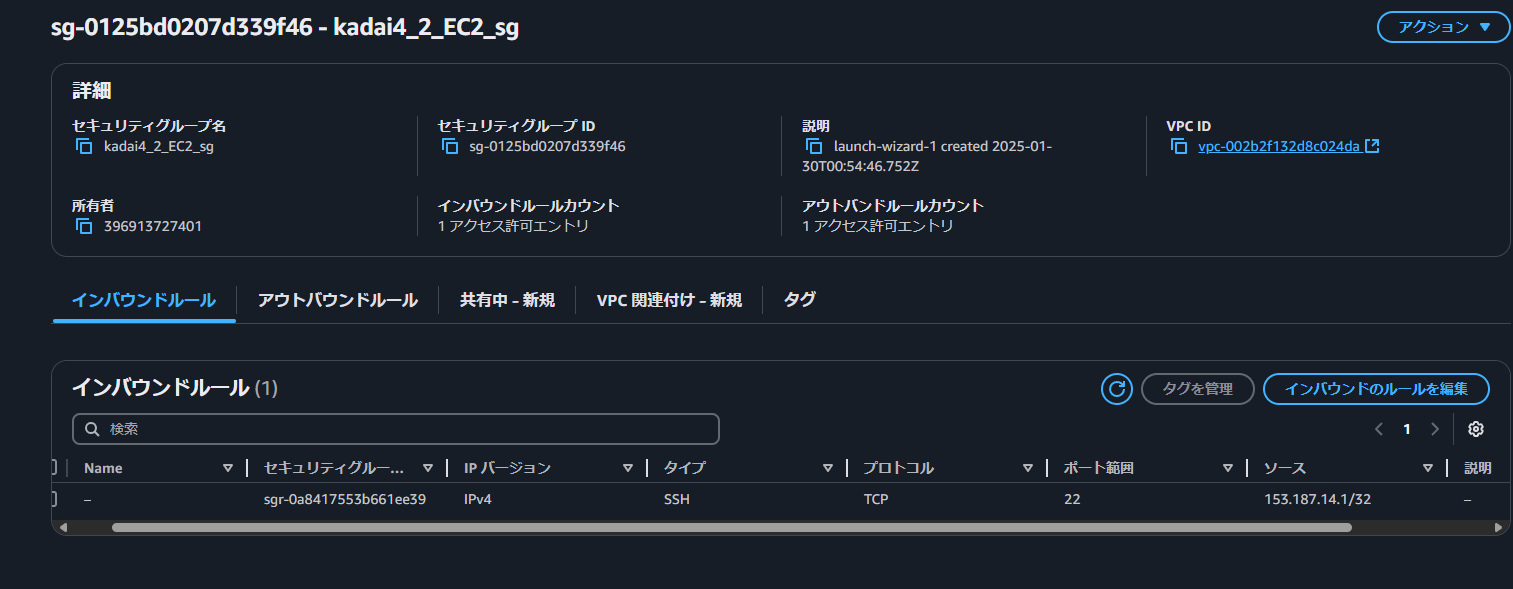 sg-0125bd0207d339f46 - kadai4_2_EC2_sg
アクション
詳細
セキュリティグループ名
kadai4_2_EC2_sg
セキュリティグループ ID
sg-0125bd0207d339f46
説明
launch-wizard-1 created 2025-01-
30T00:54:46.752Z
VPC ID
vpc-002b2f132d8c024da
所有者
396913727401
インバウンドルールカウント
1 アクセス許可エントリ
アウトバンドルールカウント
1 アクセス許可エントリ
インバウンドルール
アウトバウンドルール
共有中 – 新規
VPC 関連付け – 新規
タグ
インバウンドルール (1)
タグを管理
インバウンドのルールを編集
検索
1
Name セキュリティグルー... IP バージョン タイプ プロトコル ポート範囲 ソース 説明
– sgr-0a8417553b661ee39 IPv4 SSH TCP 22 153.187.14.1/32 –